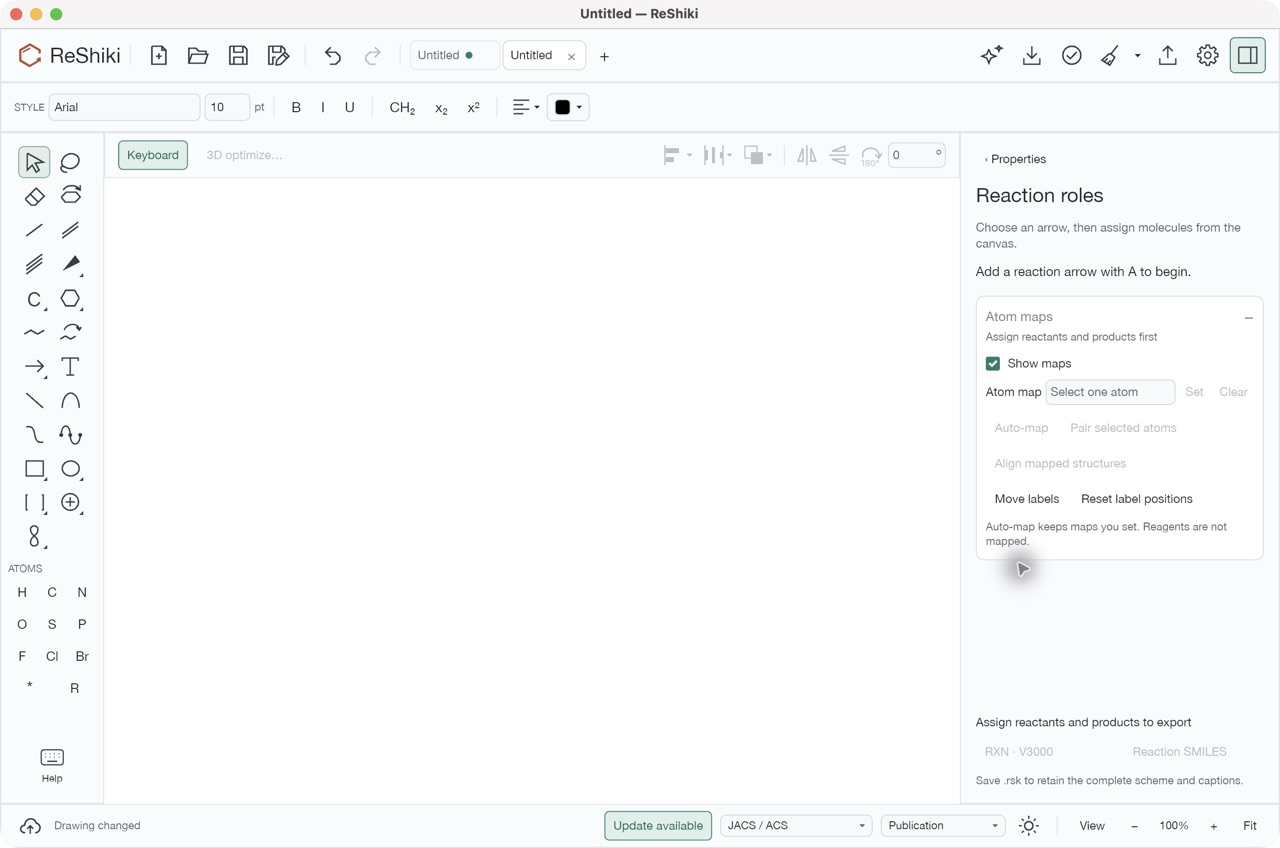 Untitled — ReShiki
ReShiki
Untitled
Untitled
STYLE Arial 10 pt B I U CH₂ x₂ x²
Keyboard 3D optimize...
180°
0 °
C
T
ATOMS
H C N
O S P
F Cl Br
* R
Help
‹ Properties
Reaction roles
Choose an arrow, then assign molecules from the
canvas.
Add a reaction arrow with A to begin.
Atom maps –
Assign reactants and products first
Show maps
Atom map Select one atom Set Clear
Auto-map Pair selected atoms
Align mapped structures
Move labels Reset label positions
Auto-map keeps maps you set. Reagents are not
mapped.
Assign reactants and products to export
RXN · V3000 Reaction SMILES
Save .rsk to retain the complete scheme and captions.
Drawing changed
Update available JACS / ACS Publication View – 100% + Fit